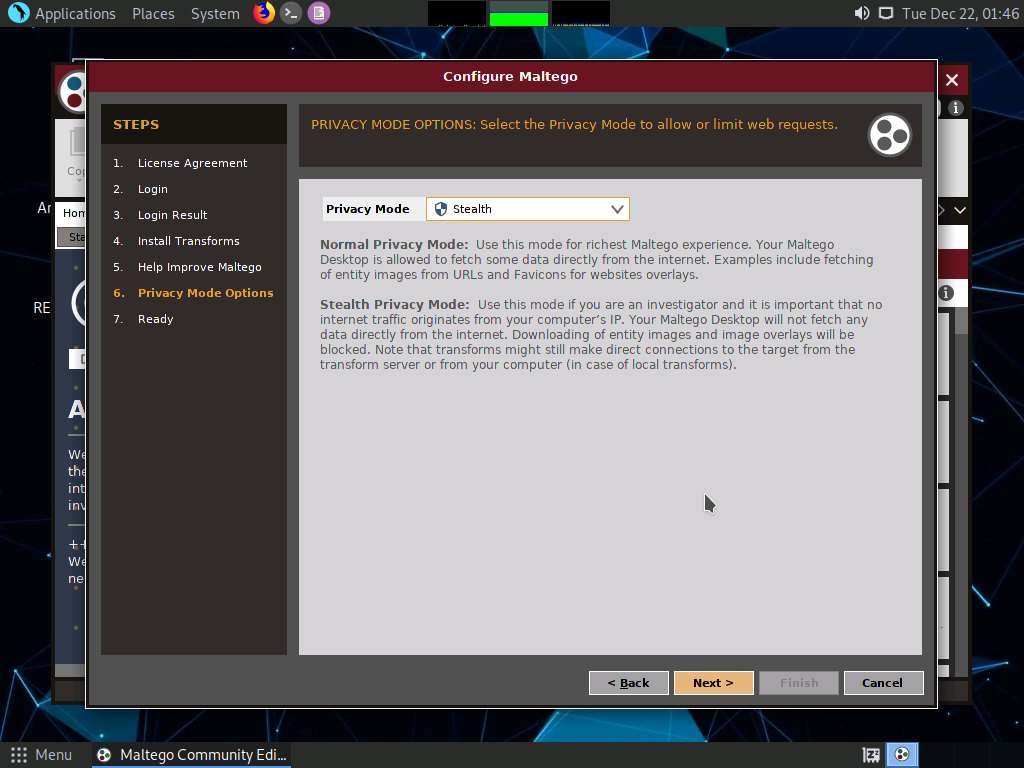 Applications Places System Tue Dec 22, 01:46
Configure Maltego
STEPS
1. License Agreement
2. Login
3. Login Result
4. Install Transforms
5. Help Improve Maltego
6. Privacy Mode Options
7. Ready
PRIVACY MODE OPTIONS: Select the Privacy Mode to allow or limit web requests.
Privacy Mode Stealth
Normal Privacy Mode: Use this mode for richest Maltego experience. Your Maltego
Desktop is allowed to fetch some data directly from the internet. Examples include fetching
of entity images from URLs and Favicons for websites overlays.
Stealth Privacy Mode: Use this mode if you are an investigator and it is important that no
internet traffic originates from your computer's IP. Your Maltego Desktop will not fetch any
data directly from the internet. Downloading of entity images and image overlays will be
blocked. Note that transforms might still make direct connections to the target from the
transform server or from your computer (in case of local transforms).
< Back Next > Finish Cancel
RE
We
the
int
inv
++
We
ne
Menu Maltego Community Edi...